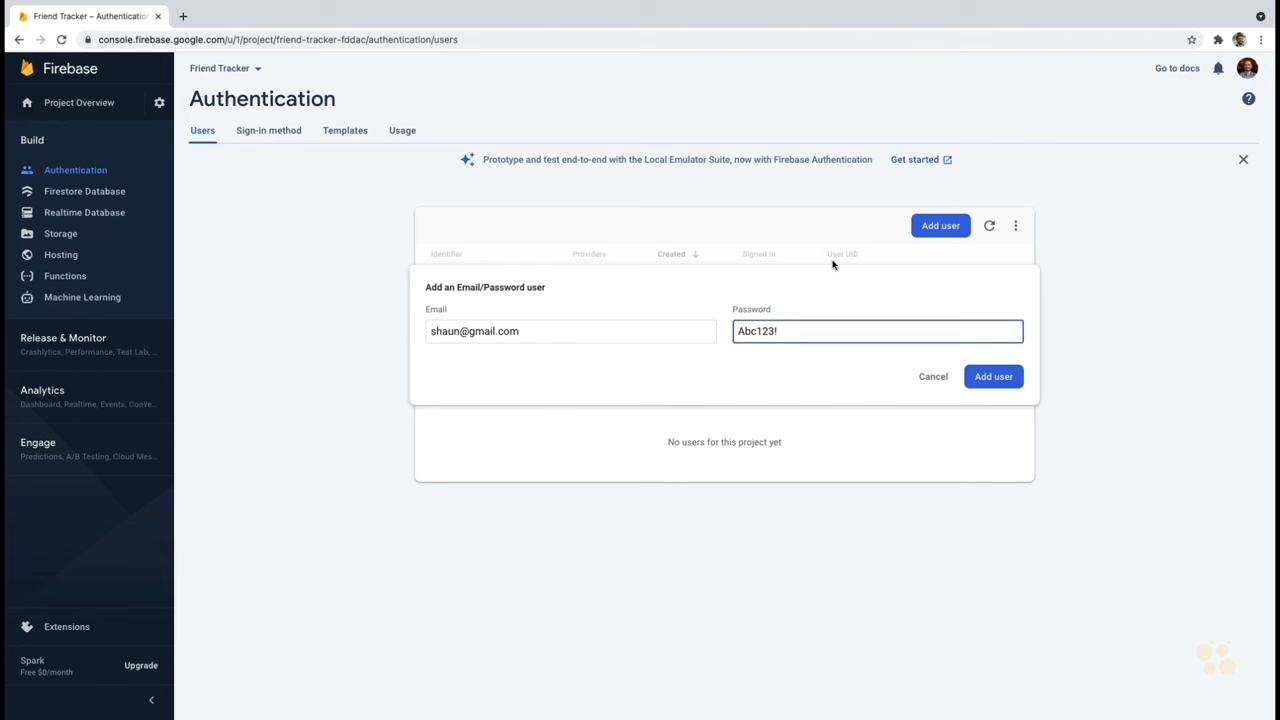 Friend Tracker – Authenticatio
console.firebase.google.com/u/1/project/friend-tracker-fddac/authentication/users
Firebase
Friend Tracker
Go to docs
Project Overview
Authentication
Users Sign-in method Templates Usage
Prototype and test end-to-end with the Local Emulator Suite, now with Firebase Authentication Get started
Build
Authentication
Firestore Database
Realtime Database
Storage
Hosting
Functions
Machine Learning
Release & Monitor
Crashlytics, Performance, Test Lab, ...
Analytics
Dashboard, Realtime, Events, Conve...
Engage
Predictions, A/B Testing, Cloud Mes...
Extensions
Spark
Free $0/month
Upgrade
Add user
Identifier Providers Created Signed In User UID
Add an Email/Password user
Email Password
shaun@gmail.com Abc123!
Cancel Add user
No users for this project yet